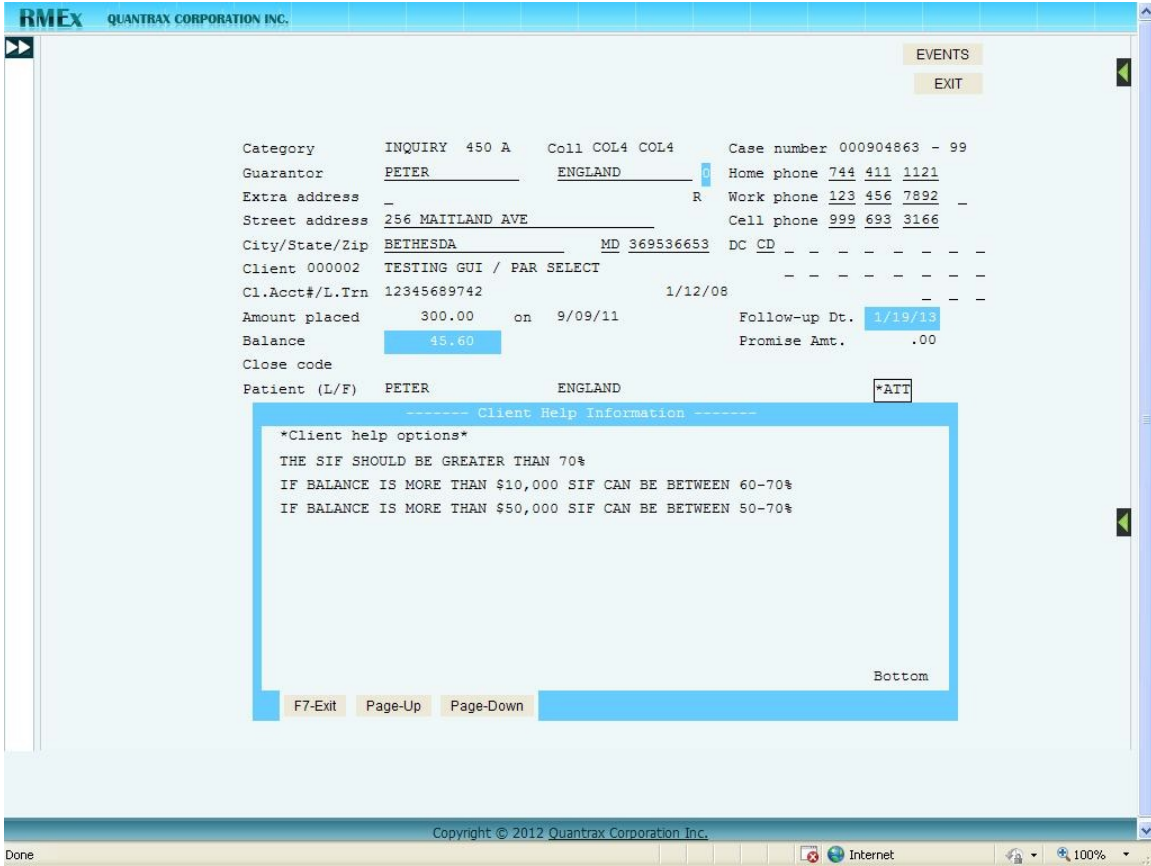 RMEx QUANTRAX CORPORATION INC.
EVENTS
EXIT
Category INQUIRY 450 A Coll COL4 COL4 Case number 000904863 - 99
Guarantor PETER ENGLAND 0 Home phone 744 411 1121
Extra address _ R Work phone 123 456 7892 _
Street address 256 MAITLAND AVE Cell phone 999 693 3166
City/State/Zip BETHESDA MD 369536653 DC CD _ _ _ _ _ _ _ _
Client 000002 TESTING GUI / PAR SELECT _ _ _ _ _ _ _ _
Cl.Acct#/L.Trn 12345689742 1/12/08 _ _ _
Amount placed 300.00 on 9/09/11 Follow-up Dt. 1/19/13
Balance 45.60 Promise Amt. .00
Close code
Patient (L/F) PETER ENGLAND *ATT
------- Client Help Information -------
*Client help options*
THE SIF SHOULD BE GREATER THAN 70%
IF BALANCE IS MORE THAN $10,000 SIF CAN BE BETWEEN 60-70%
IF BALANCE IS MORE THAN $50,000 SIF CAN BE BETWEEN 50-70%
Bottom
F7-Exit Page-Up Page-Down
Copyright © 2012 Quantrax Corporation Inc.
Done Internet 100%